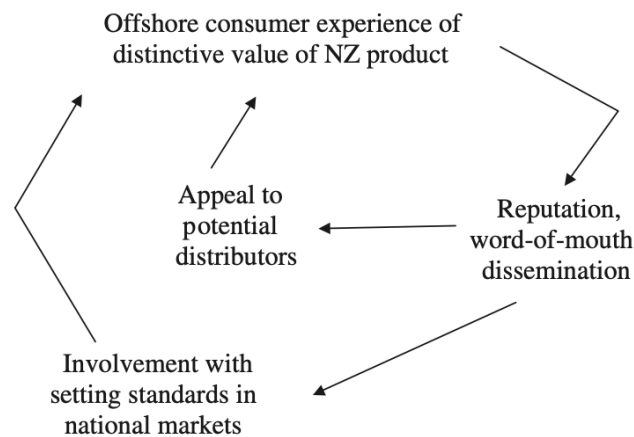 Offshore consumer experience of
distinctive value of NZ product
Appeal to
potential
distributors
Reputation,
word-of-mouth
dissemination
Involvement with
setting standards in
national markets